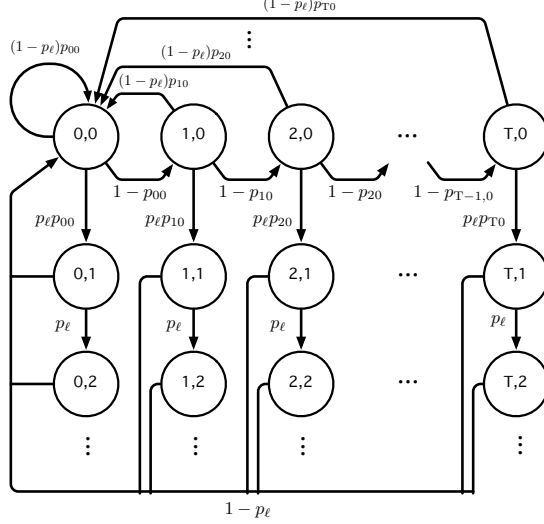 (1 − pℓ)pT0
⋮
(1 − pℓ)p00
(1 − pℓ)p20
(1 − pℓ)p10
0,0
1,0
2,0
...
T,0
1 − p00
1 − p10
1 − p20
1 − pT−1,0
pℓp00
pℓp10
pℓp20
pℓpT0
0,1
1,1
2,1
...
T,1
pℓ
pℓ
pℓ
pℓ
0,2
1,2
2,2
...
T,2
⋮
⋮
⋮
⋮
1 − pℓ